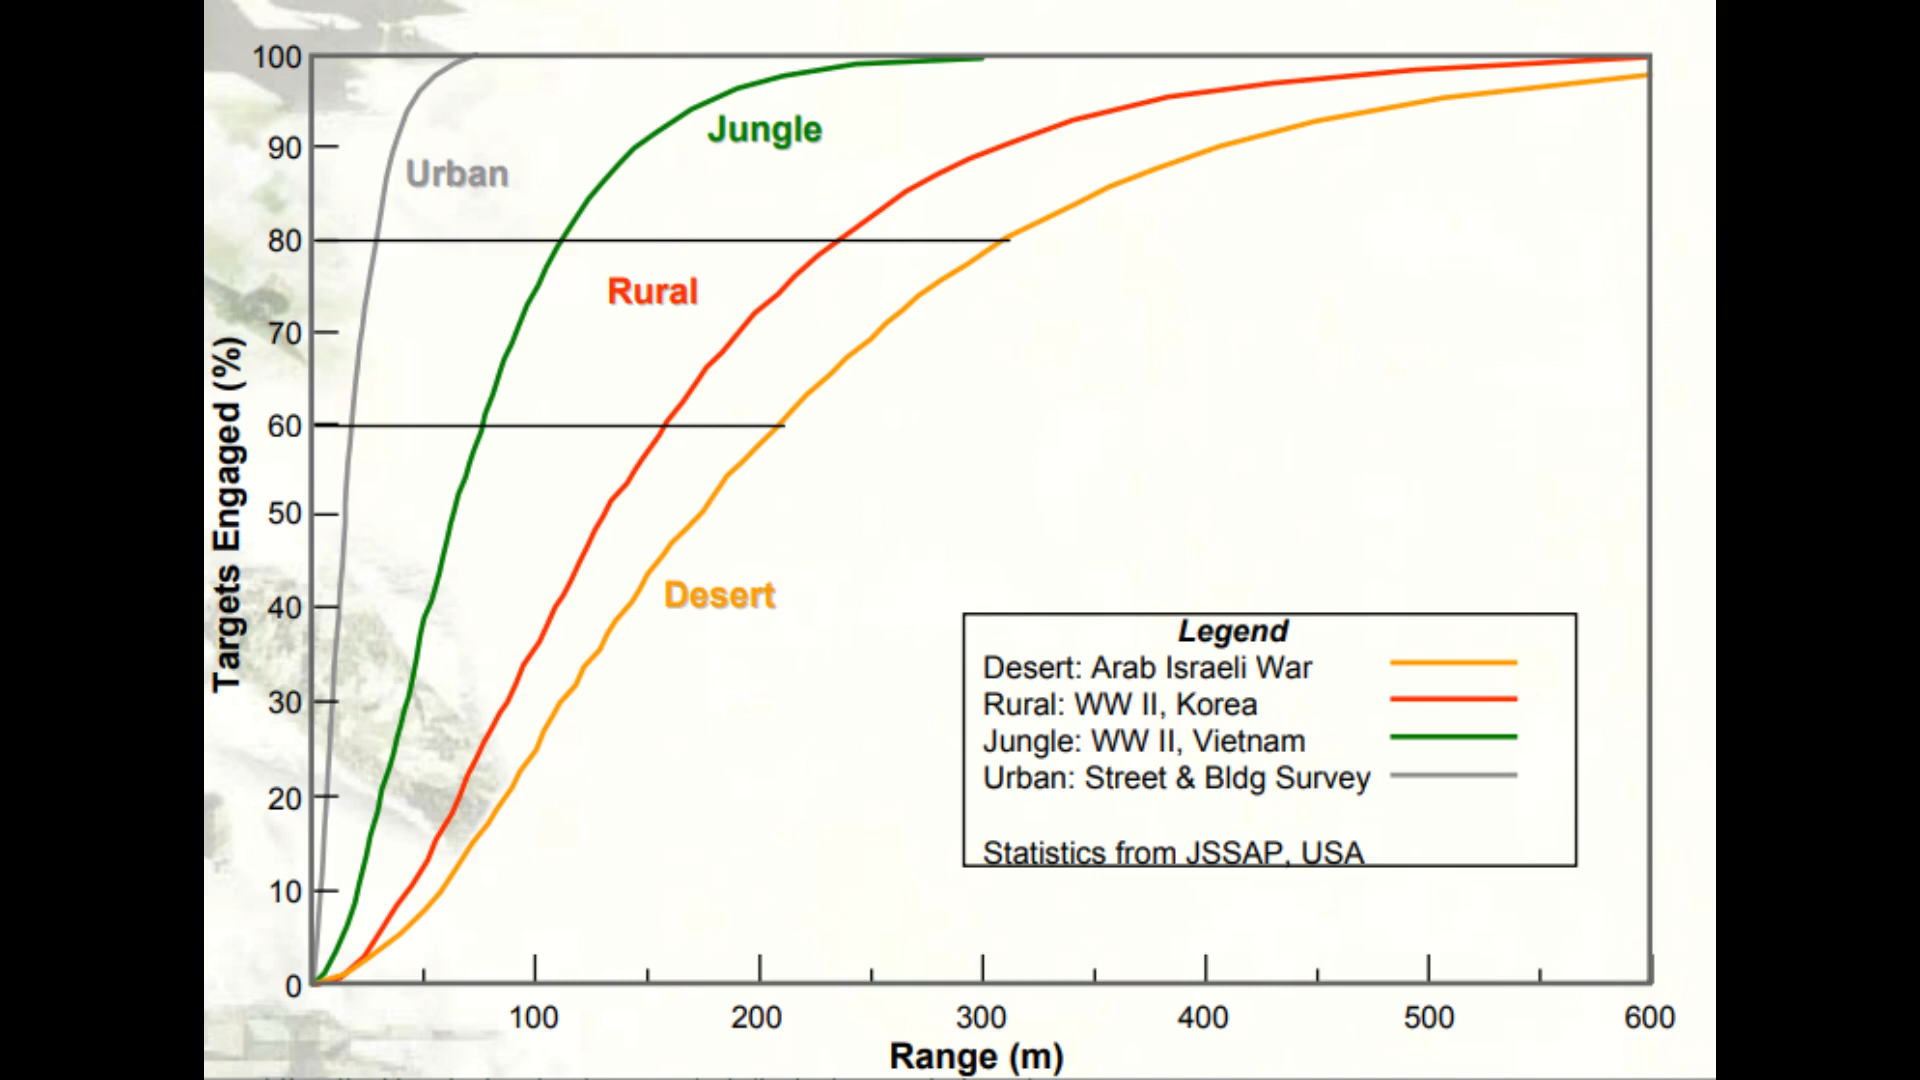 100
90
80
70
60
50
40
30
20
10
0
Targets Engaged (%)
Urban
Jungle
Rural
Desert
Legend
Desert: Arab Israeli War
Rural: WW II, Korea
Jungle: WW II, Vietnam
Urban: Street & Bldg Survey
Statistics from JSSAP, USA
100 200 300 400 500 600
Range (m)